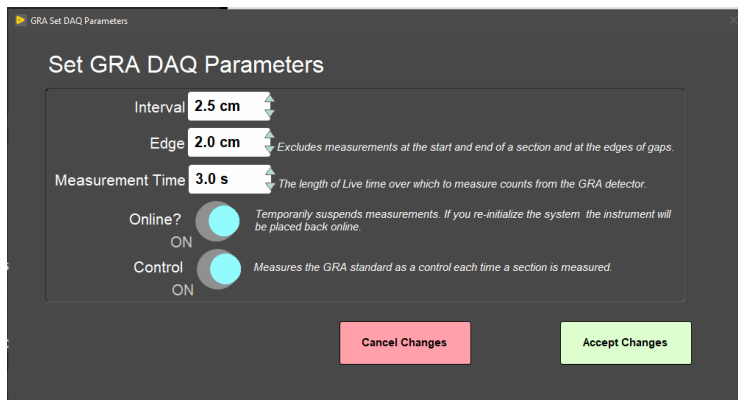 GRA Set DAQ Parameters
Set GRA DAQ Parameters
Interval 2.5 cm
Edge 2.0 cm Excludes measurements at the start and end of a section and at the edges of gaps.
Measurement Time 3.0 s The length of Live time over which to measure counts from the GRA detector.
Online? Temporarily suspends measurements. If you re-initialize the system the instrument will
be placed back online.
ON
Control Measures the GRA standard as a control each time a section is measured.
ON
Cancel Changes Accept Changes